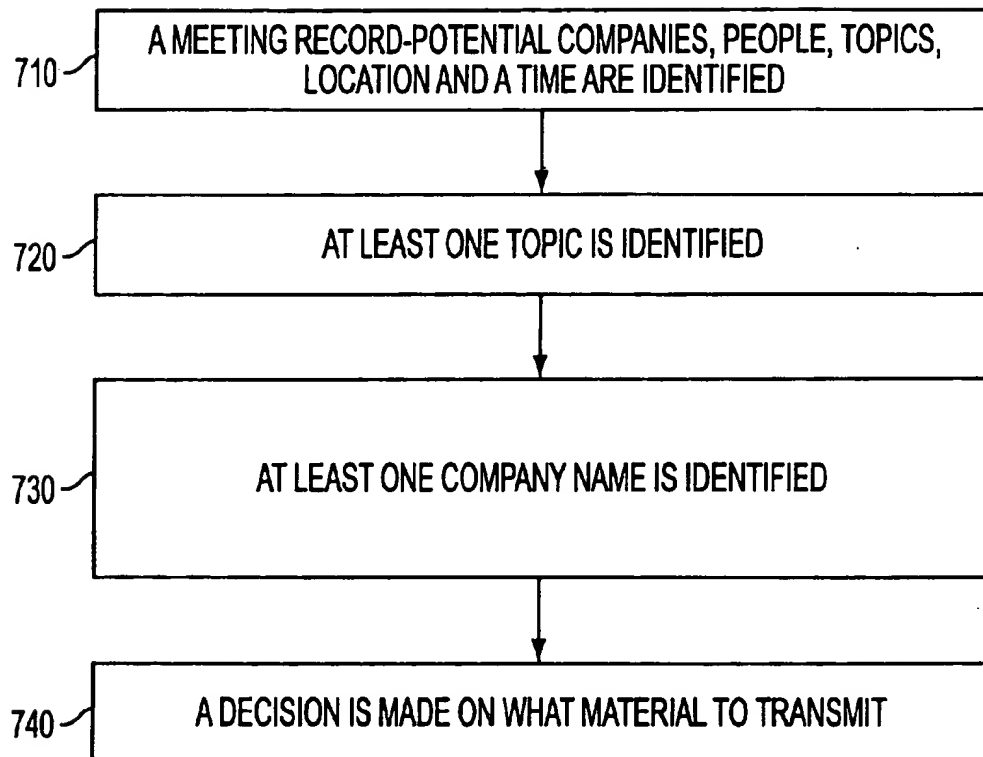 710
A MEETING RECORD-POTENTIAL COMPANIES, PEOPLE, TOPICS,
LOCATION AND A TIME ARE IDENTIFIED
720
AT LEAST ONE TOPIC IS IDENTIFIED
730
AT LEAST ONE COMPANY NAME IS IDENTIFIED
740
A DECISION IS MADE ON WHAT MATERIAL TO TRANSMIT